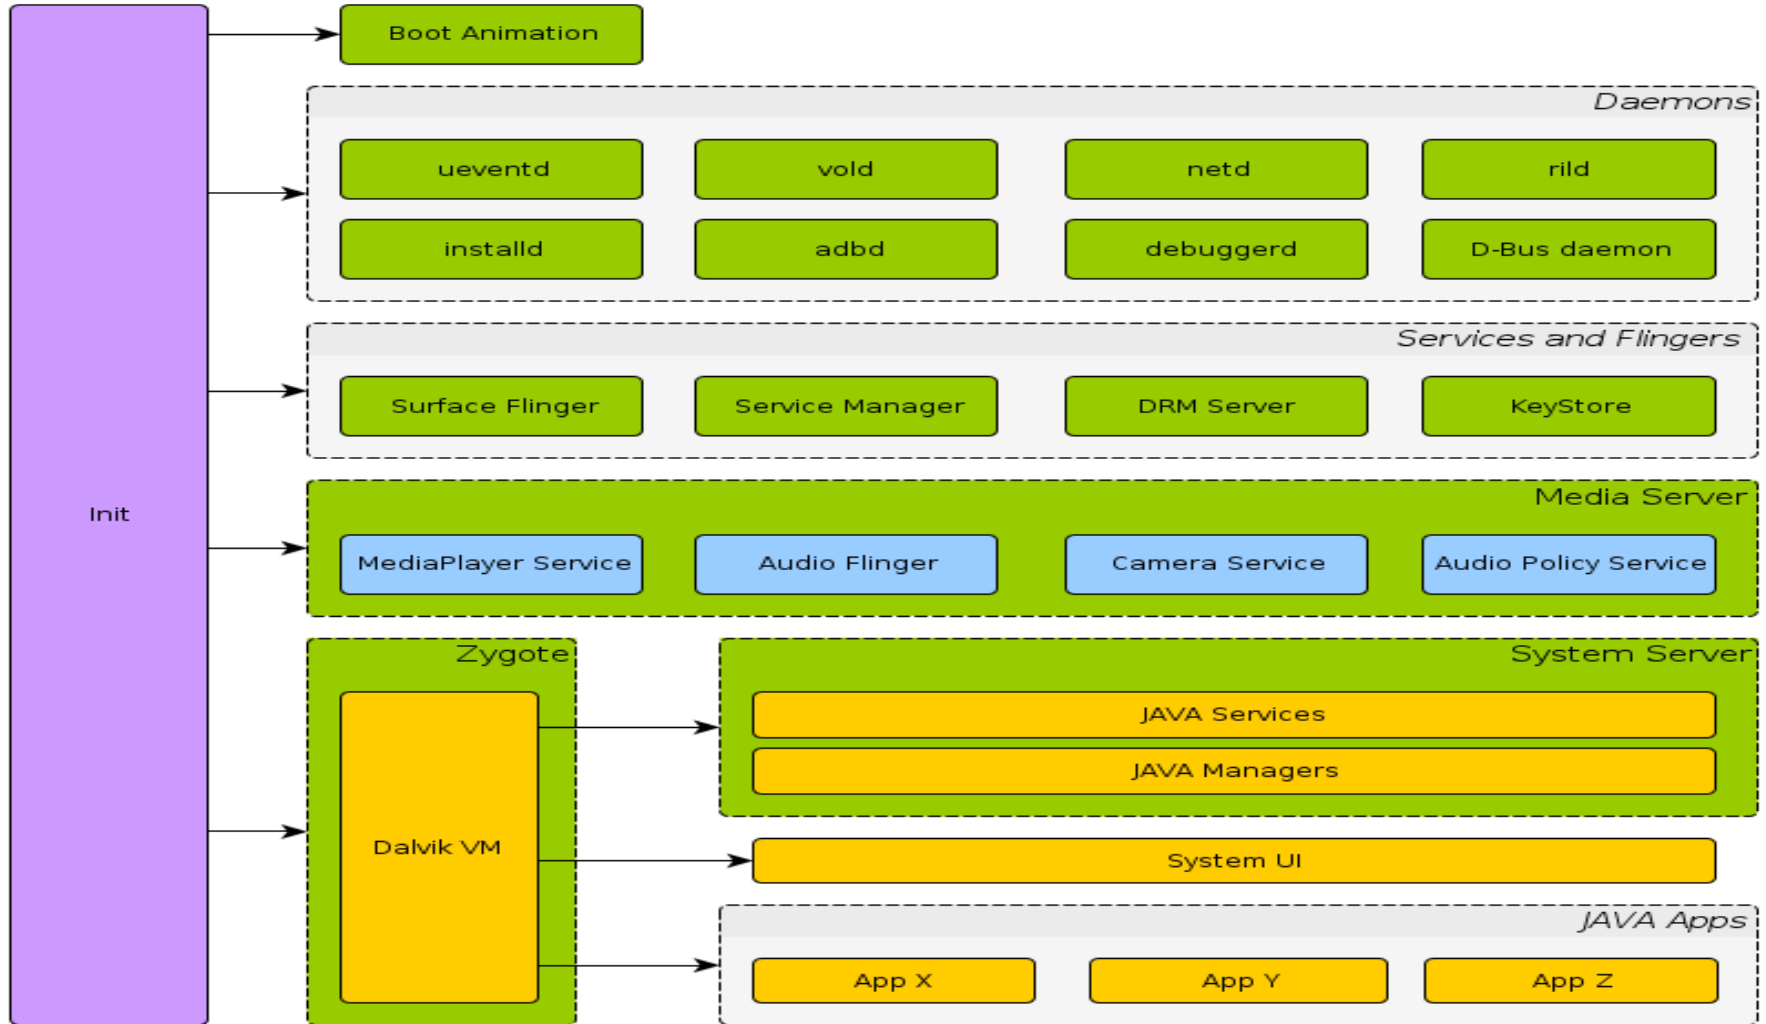 Boot Animation
Daemons
ueventd
vold
netd
rild
installd
adbd
debuggerd
D-Bus daemon
Services and Flingers
Surface Flinger
Service Manager
DRM Server
KeyStore
Init
Media Server
MediaPlayer Service
Audio Flinger
Camera Service
Audio Policy Service
Zygote
Dalvik VM
System Server
JAVA Services
JAVA Managers
System UI
JAVA Apps
App X
App Y
App Z